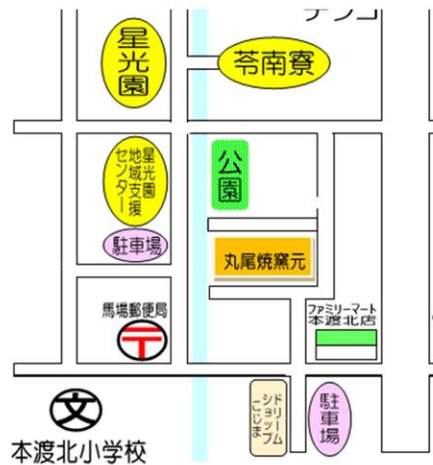 星光園
苓南寮
星光園
地域支援
センター
公園
駐車場
丸尾焼窯元
馬場郵便局
〒
ファミリーマート
本渡北店
文
本渡北小学校
ドリーム
ショップ
こじま
駐車場